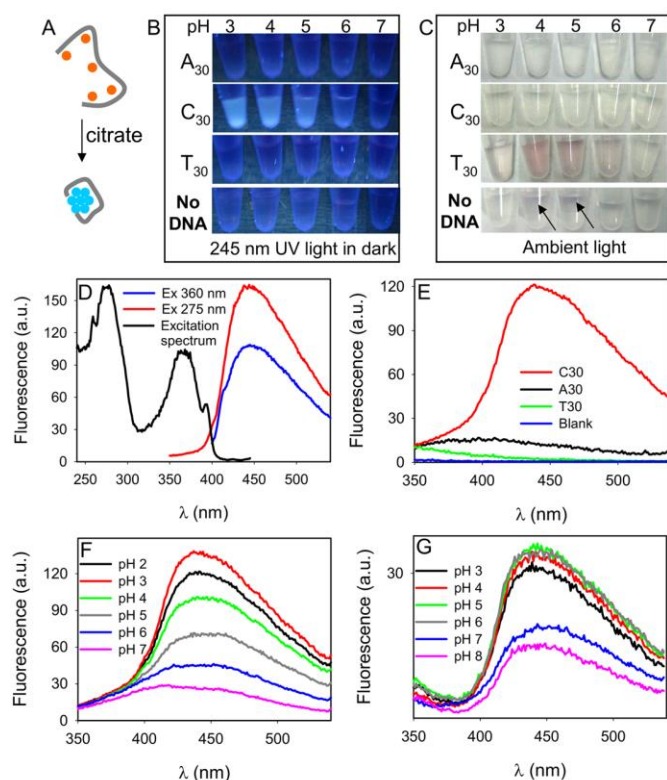 A
citrate
B
pH 3 4 5 6 7
A30
C30
T30
No DNA
245 nm UV light in dark
C
pH 3 4 5 6 7
A30
C30
T30
No DNA
Ambient light
D
Ex 360 nm
Ex 275 nm
Excitation spectrum
Fluorescence (a.u.)
150
120
90
60
30
0
250 300 350 400 450 500
λ (nm)
E
C30
A30
T30
Blank
Fluorescence (a.u.)
120
90
60
30
0
350 400 450 500
λ (nm)
F
pH 2
pH 3
pH 4
pH 5
pH 6
pH 7
Fluorescence (a.u.)
120
90
60
30
0
350 400 450 500
λ (nm)
G
pH 3
pH 4
pH 5
pH 6
pH 7
pH 8
Fluorescence (a.u.)
30
350 400 450 500
λ (nm)